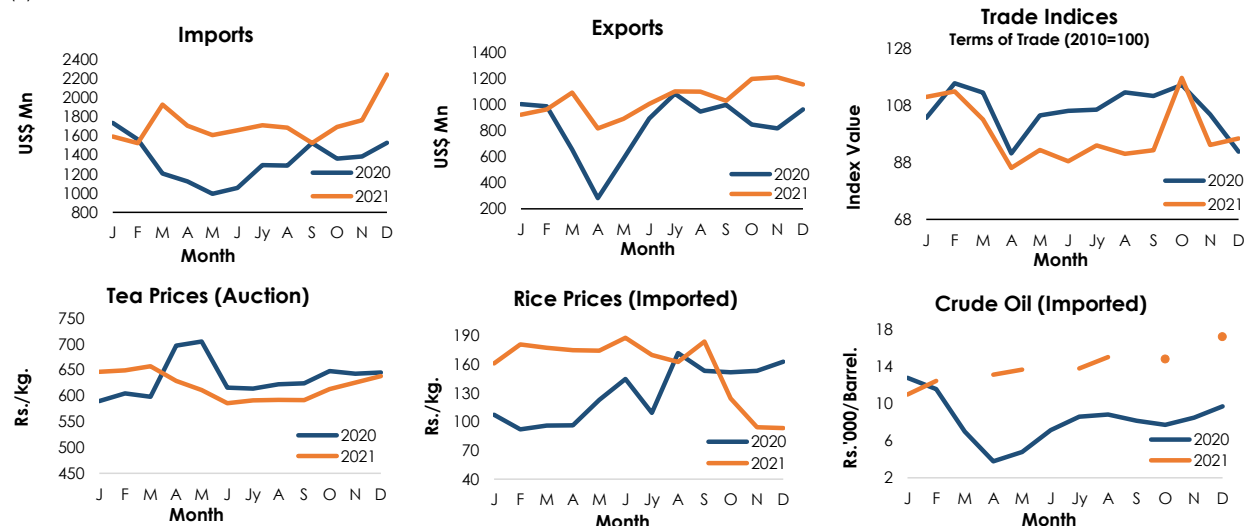 Imports
US$ Mn
2400
2200
2000
1800
1600
1400
1200
1000
800
2020
2021
J F M A M J Jy A S O N D
Month
Exports
US$ Mn
1400
1200
1000
800
600
400
200
2020
2021
J F M A M J Jy A S O N D
Month
Trade Indices
Terms of Trade (2010=100)
Index Value
128
108
88
68
2020
2021
J F M A M J Jy A S O N D
Month
Tea Prices (Auction)
Rs./kg.
750
700
650
600
550
500
450
2020
2021
J F M A M J Jy A S O N D
Month
Rice Prices (Imported)
Rs./kg.
190
160
130
100
70
40
2020
2021
J F M A M J Jy A S O N D
Month
Crude Oil (Imported)
Rs.'000/Barrel.
18
14
10
6
2
2020
2021
J F M A M J Jy A S O N D
Month